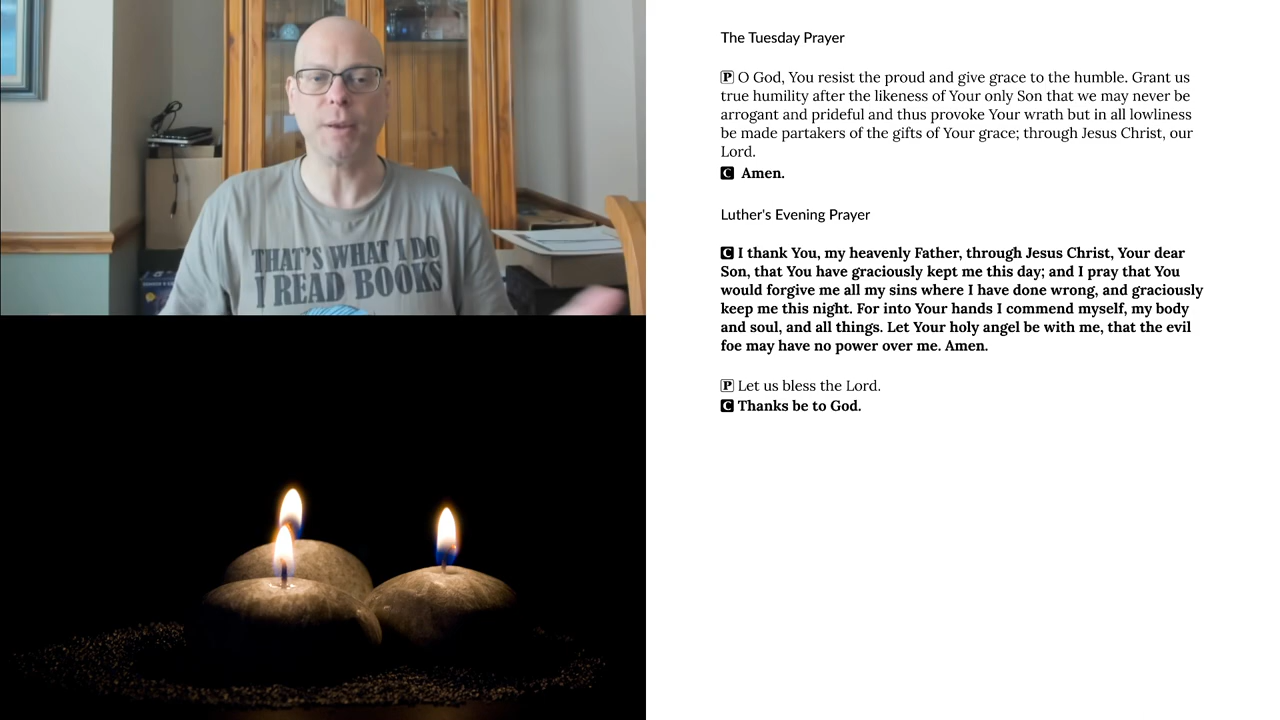 THAT'S WHAT I DO
I READ BOOKS
The Tuesday Prayer
P O God, You resist the proud and give grace to the humble. Grant us
true humility after the likeness of Your only Son that we may never be
arrogant and prideful and thus provoke Your wrath but in all lowliness
be made partakers of the gifts of Your grace; through Jesus Christ, our
Lord.
C Amen.
Luther's Evening Prayer
C I thank You, my heavenly Father, through Jesus Christ, Your dear
Son, that You have graciously kept me this day; and I pray that You
would forgive me all my sins where I have done wrong, and graciously
keep me this night. For into Your hands I commend myself, my body
and soul, and all things. Let Your holy angel be with me, that the evil
foe may have no power over me. Amen.
P Let us bless the Lord.
C Thanks be to God.